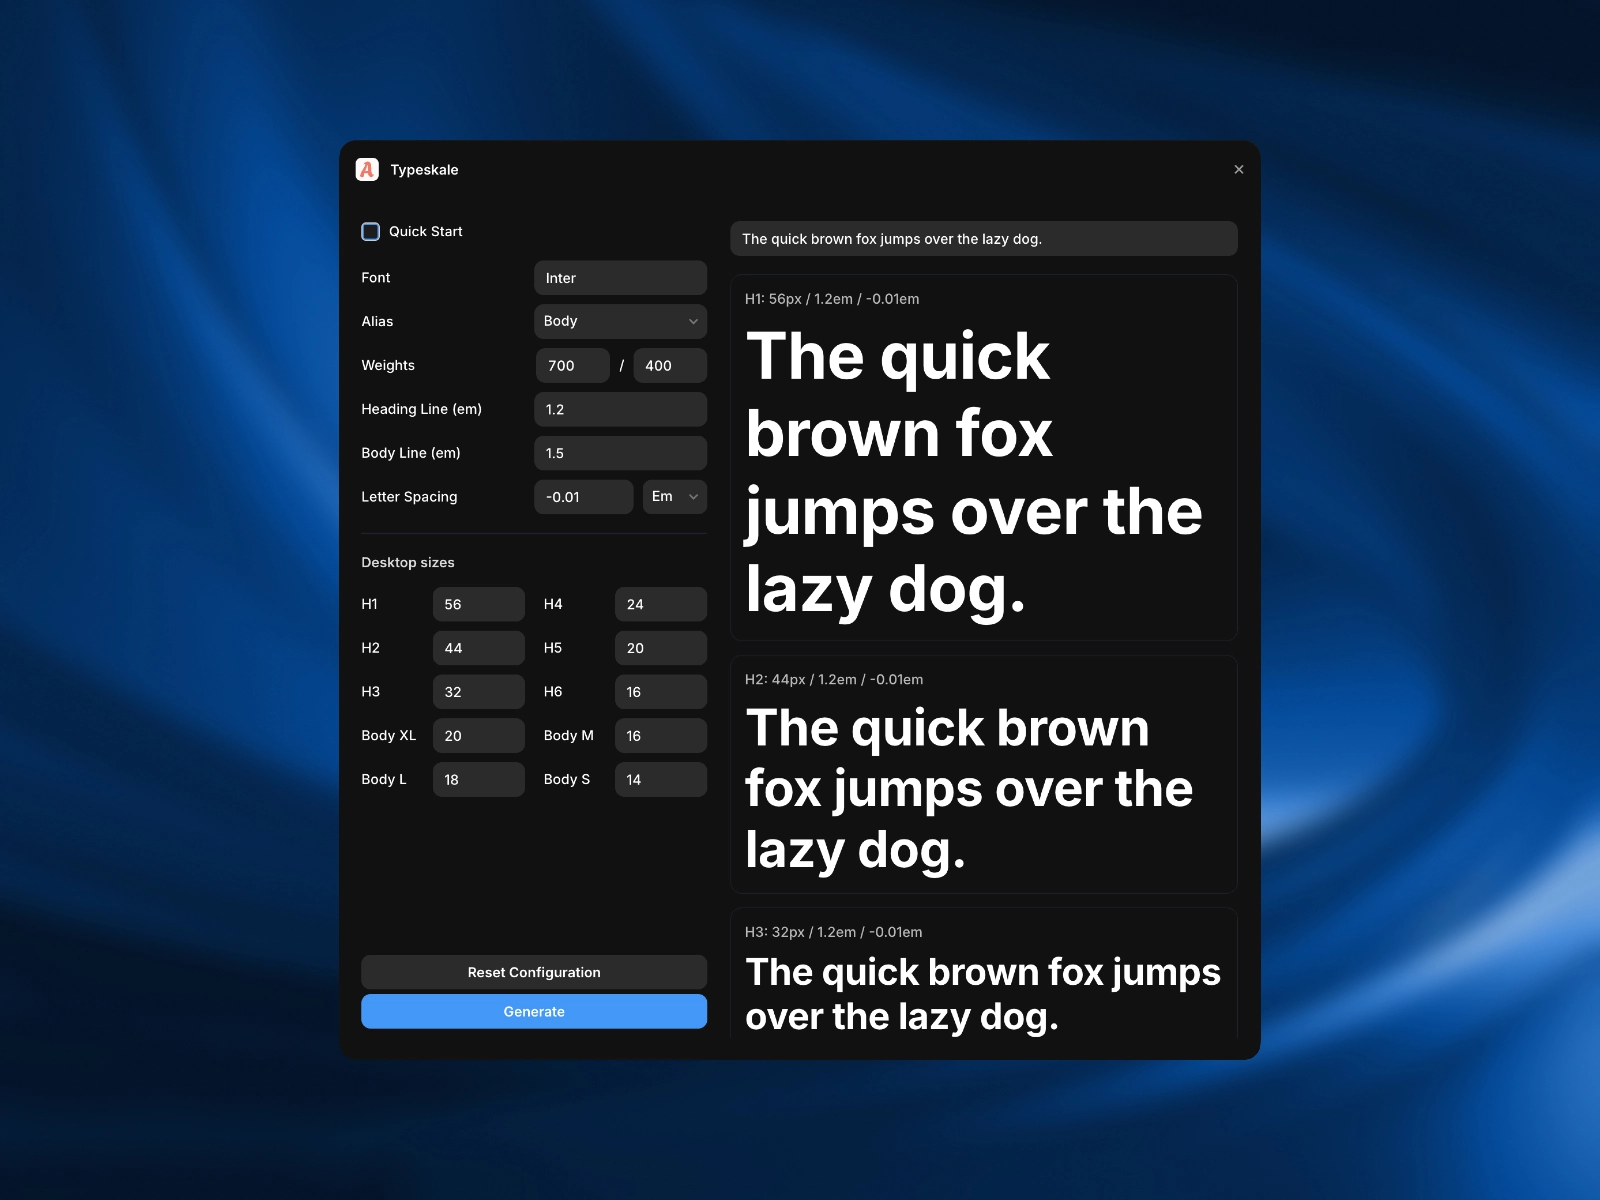 A
Typeskale
×
Quick Start
Font
Inter
Alias
Body
Weights
700 / 400
Heading Line (em)
1.2
Body Line (em)
1.5
Letter Spacing
-0.01
Em
Desktop sizes
H1
56
H4
24
H2
44
H5
20
H3
32
H6
16
Body XL
20
Body M
16
Body L
18
Body S
14
Reset Configuration
Generate
The quick brown fox jumps over the lazy dog.
H1: 56px / 1.2em / -0.01em
The quick
brown fox
jumps over the
lazy dog.
H2: 44px / 1.2em / -0.01em
The quick brown
fox jumps over the
lazy dog.
H3: 32px / 1.2em / -0.01em
The quick brown fox jumps
over the lazy dog.